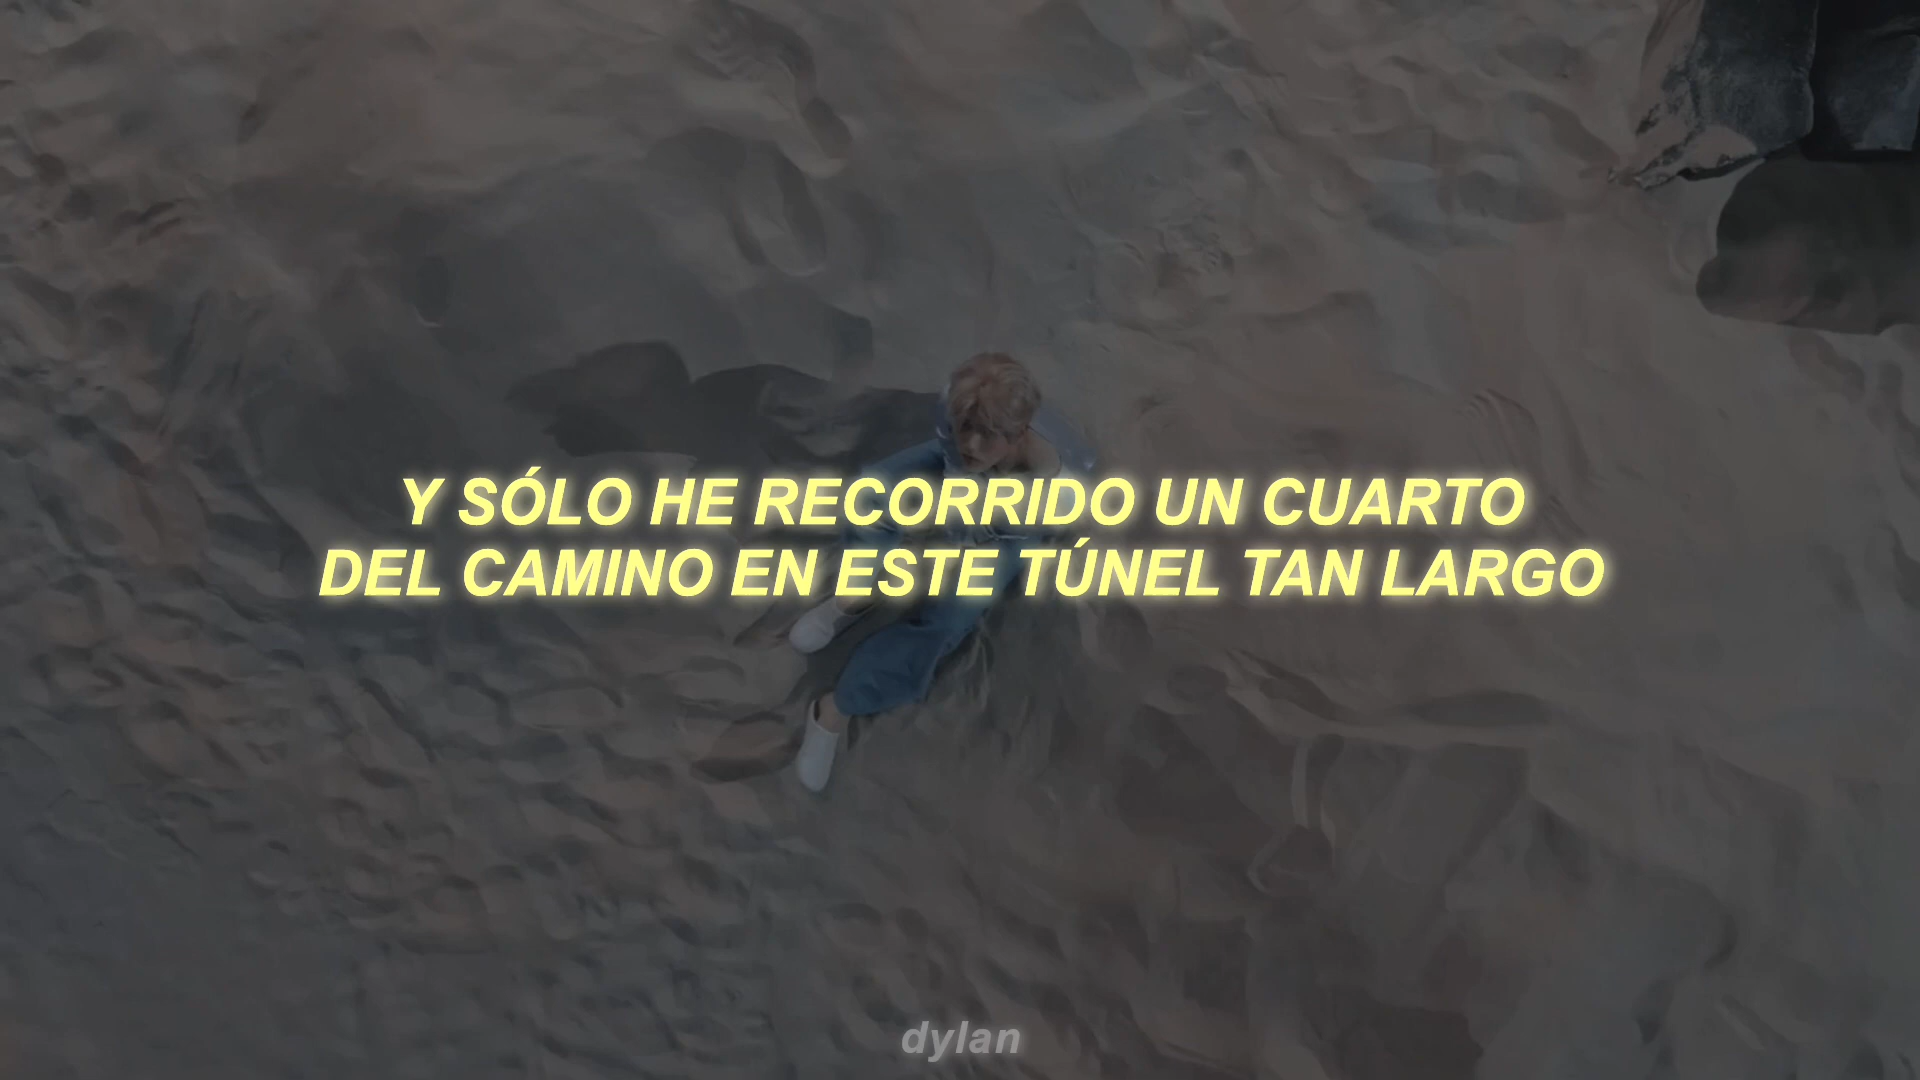 Y SÓLO HE RECORRIDO UN CUARTO
DEL CAMINO EN ESTE TÚNEL TAN LARGO
dylan